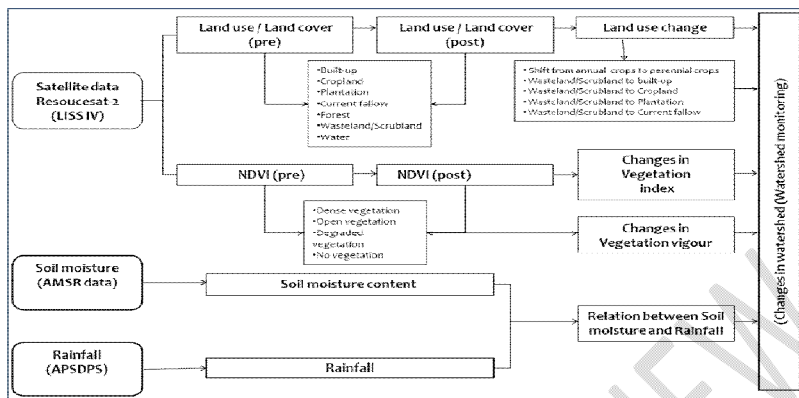 Land use / Land cover
(pre)
Land use / Land cover
(post)
Land use change
Satellite data
Resoucesat 2
(LISS IV)
•Built-up
•Cropland
•Plantation
•Current fallow
•Forest
•Wasteland/Scrubland
•Water
•Shift from annual crops to perennial crops
•Wasteland/Scrubland to built-up
•Wasteland/Scrubland to Cropland
•Wasteland/Scrubland to Plantation
•Wasteland/Scrubland to Current fallow
NDVI (pre)
NDVI (post)
Changes in
Vegetation
index
•Dense vegetation
•Open vegetation
•Degraded
vegetation
•No vegetation
Changes in
Vegetation vigour
Soil moisture
(AMSR data)
Soil moisture content
Relation between Soil
moisture and Rainfall
Rainfall
(APSDPS)
Rainfall
(Changes in watershed (Watershed monitoring)